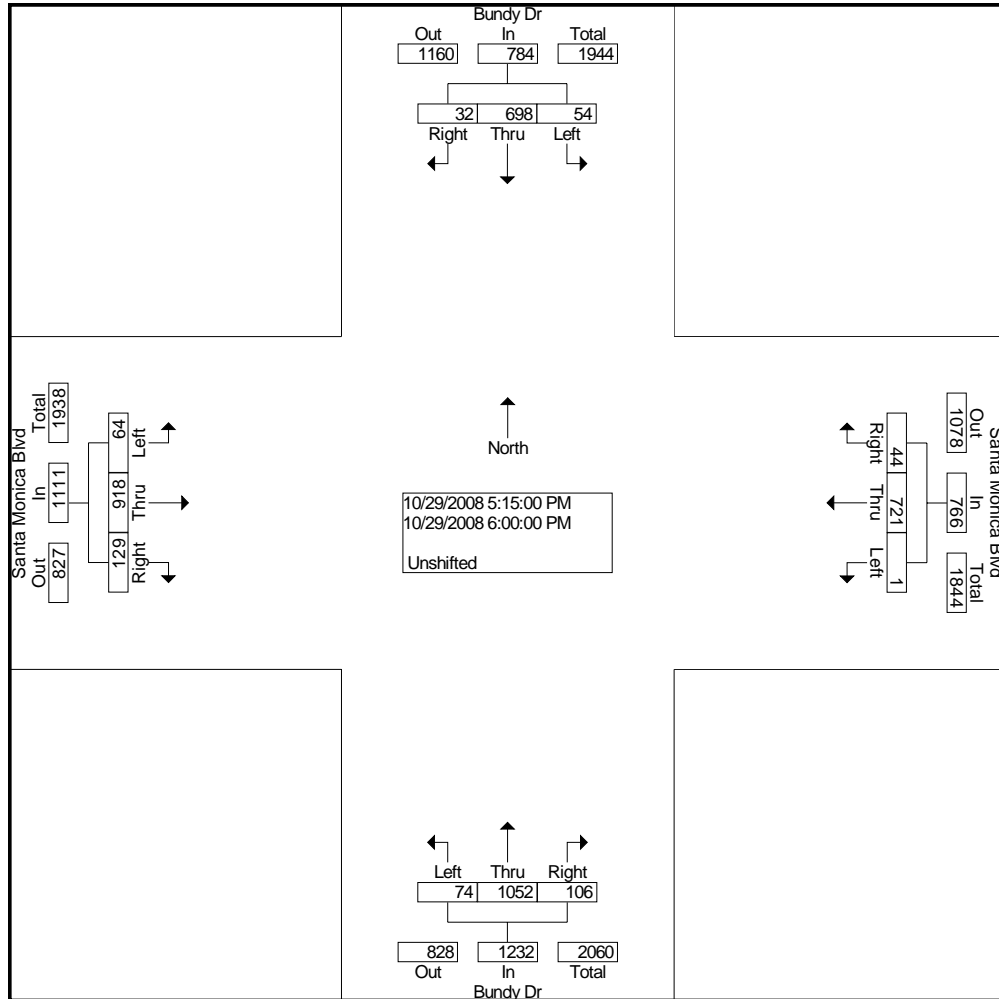 Bundy Dr
Out In Total
1160 784 1944
32 698 54
Right Thru Left
Santa Monica Blvd
Total In Out
1938 1111 827
64 918 129
Left Thru Right
North
10/29/2008 5:15:00 PM
10/29/2008 6:00:00 PM
Unshifted
Right Thru Left
44 721 1
Out In Total
1078 766 1844
Santa Monica Blvd
Left Thru Right
74 1052 106
828 1232 2060
Out In Total
Bundy Dr